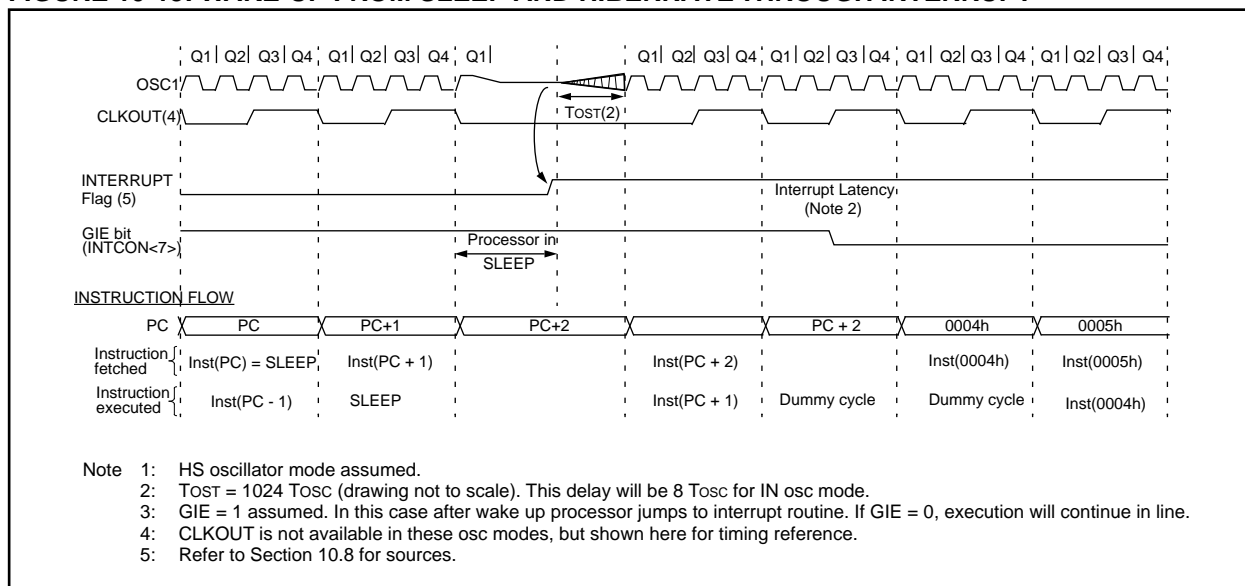 FIGURE WAKE-UP FROM SLEEP AND HIBERNATE THROUGH INTERRUPT
Q1 Q2 Q3 Q4 Q1 Q2 Q3 Q4 Q1 Q1 Q2 Q3 Q4 Q1 Q2 Q3 Q4 Q1 Q2 Q3 Q4 Q1 Q2 Q3 Q4
OSC1
TOST(2)
CLKOUT(4)
INTERRUPT
Flag (5)
Interrupt Latency
(Note 2)
GIE bit
(INTCON<7>)
Processor in
SLEEP
INSTRUCTION FLOW
PC PC PC+1 PC+2 PC + 2 0004h 0005h
Instruction
fetched
Inst(PC) = SLEEP Inst(PC + 1) Inst(PC + 2) Inst(0004h) Inst(0005h)
Instruction
executed
Inst(PC - 1) SLEEP Inst(PC + 1) Dummy cycle Dummy cycle Inst(0004h)
Note 1: HS oscillator mode assumed.
2: TOST = 1024 TOSC (drawing not to scale). This delay will be 8 TOSC for IN osc mode.
3: GIE = 1 assumed. In this case after wake up processor jumps to interrupt routine. If GIE = 0, execution will continue in line.
4: CLKOUT is not available in these osc modes, but shown here for timing reference.
5: Refer to Section 10.8 for sources.